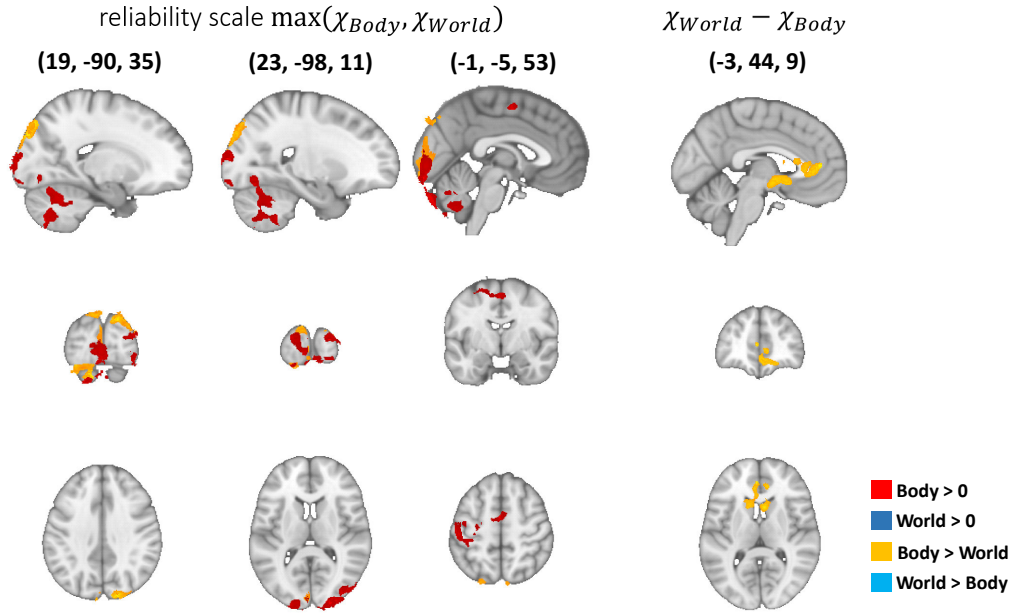 reliability scale max(χ_Body, χ_World)
χ_World − χ_Body
(19, -90, 35)
(23, -98, 11)
(-1, -5, 53)
(-3, 44, 9)
Body > 0
World > 0
Body > World
World > Body